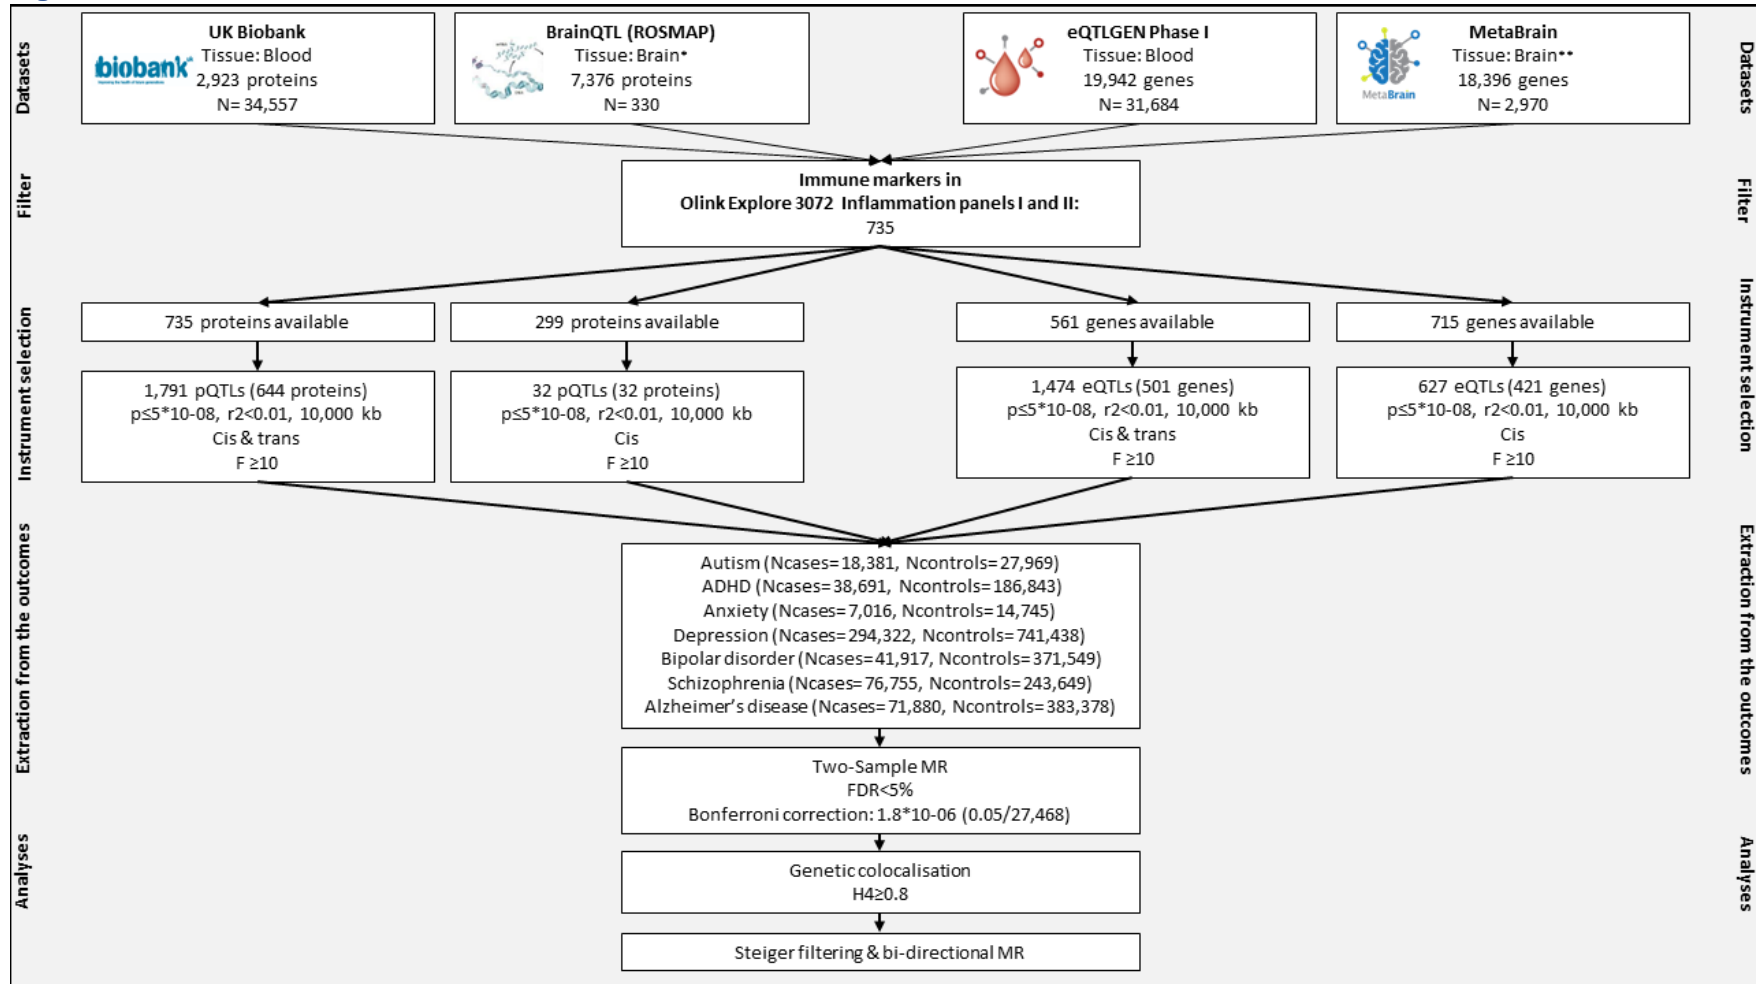 Datasets
UK Biobank
Tissue: Blood
2,923 proteins
N= 34,557
biobank
BrainQTL (ROSMAP)
Tissue: Brain*
7,376 proteins
N= 330
eQTLGEN Phase I
Tissue: Blood
19,942 genes
N= 31,684
MetaBrain
Tissue: Brain**
18,396 genes
N= 2,970
MetaBrain
Datasets
Filter
Immune markers in
Olink Explore 3072 Inflammation panels I and II:
735
Filter
Instrument selection
735 proteins available
299 proteins available
561 genes available
715 genes available
1,791 pQTLs (644 proteins)
p≤5*10-08, r2<0.01, 10,000 kb
Cis & trans
F ≥10
32 pQTLs (32 proteins)
p≤5*10-08, r2<0.01, 10,000 kb
Cis
F ≥10
1,474 eQTLs (501 genes)
p≤5*10-08, r2<0.01, 10,000 kb
Cis & trans
F ≥10
627 eQTLs (421 genes)
p≤5*10-08, r2<0.01, 10,000 kb
Cis
F ≥10
Instrument selection
Extraction from the outcomes
Autism (Ncases=18,381, Ncontrols=27,969)
ADHD (Ncases=38,691, Ncontrols=186,843)
Anxiety (Ncases=7,016, Ncontrols=14,745)
Depression (Ncases=294,322, Ncontrols=741,438)
Bipolar disorder (Ncases=41,917, Ncontrols=371,549)
Schizophrenia (Ncases=76,755, Ncontrols=243,649)
Alzheimer's disease (Ncases=71,880, Ncontrols=383,378)
Extraction from the outcomes
Analyses
Two-Sample MR
FDR<5%
Bonferroni correction: 1.8*10-06 (0.05/27,468)
Genetic colocalisation
H4≥0.8
Steiger filtering & bi-directional MR
Analyses